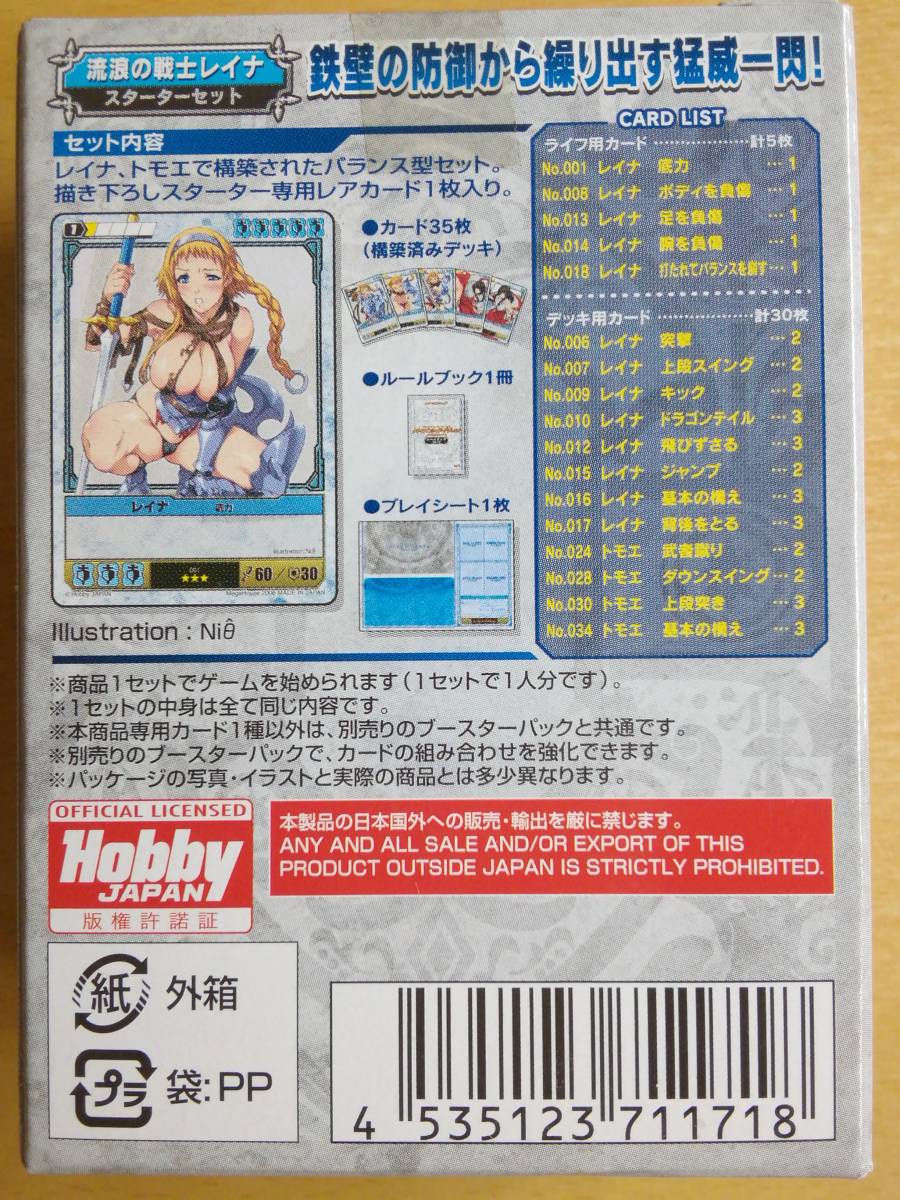 流浪の戦士レイナ
スターターセット
鉄壁の防御から繰り出す猛威一閃!
セット内容
レイナ、トモエで構築されたバランス型セット。
描き下ろしスターター専用レアカード1枚入り。
1
レイナ 底力
Illustration:Niθ
001
★★★
60/30
©Hobby JAPAN MegaHouse 2006 MADE IN JAPAN
Illustration : Niθ
●カード35枚
(構築済みデッキ)
●ルールブック1冊
●プレイシート1枚
CARD LIST
ライフ用カード ……………… 計5枚
No.001 レイナ 底力 … 1
No.008 レイナ ボディを負傷 … 1
No.013 レイナ 足を負傷 … 1
No.014 レイナ 腕を負傷 … 1
No.018 レイナ 打たれてバランスを崩す … 1
デッキ用カード ……………… 計30枚
No.006 レイナ 突撃 … 2
No.007 レイナ 上段スイング … 2
No.009 レイナ キック … 2
No.010 レイナ ドラゴンテイル … 3
No.012 レイナ 飛びずさる … 3
No.015 レイナ ジャンプ … 2
No.016 レイナ 基本の構え … 3
No.017 レイナ 背後をとる … 3
No.024 トモエ 武者蹴り … 2
No.028 トモエ ダウンスイング … 2
No.030 トモエ 上段突き … 3
No.034 トモエ 基本の構え … 3
※商品1セットでゲームを始められます(1セットで1人分です)。
※1セットの中身は全て同じ内容です。
※本商品専用カード1種以外は、別売りのブースターパックと共通です。
※別売りのブースターパックで、カードの組み合わせを強化できます。
※パッケージの写真・イラストと実際の商品とは多少異なります。
OFFICIAL LICENSED
Hobby
JAPAN
版権許諾証
本製品の日本国外への販売・輸出を厳に禁じます。
ANY AND ALL SALE AND/OR EXPORT OF THIS
PRODUCT OUTSIDE JAPAN IS STRICTLY PROHIBITED.
紙 外箱
プラ 袋:PP
4 535123 711718